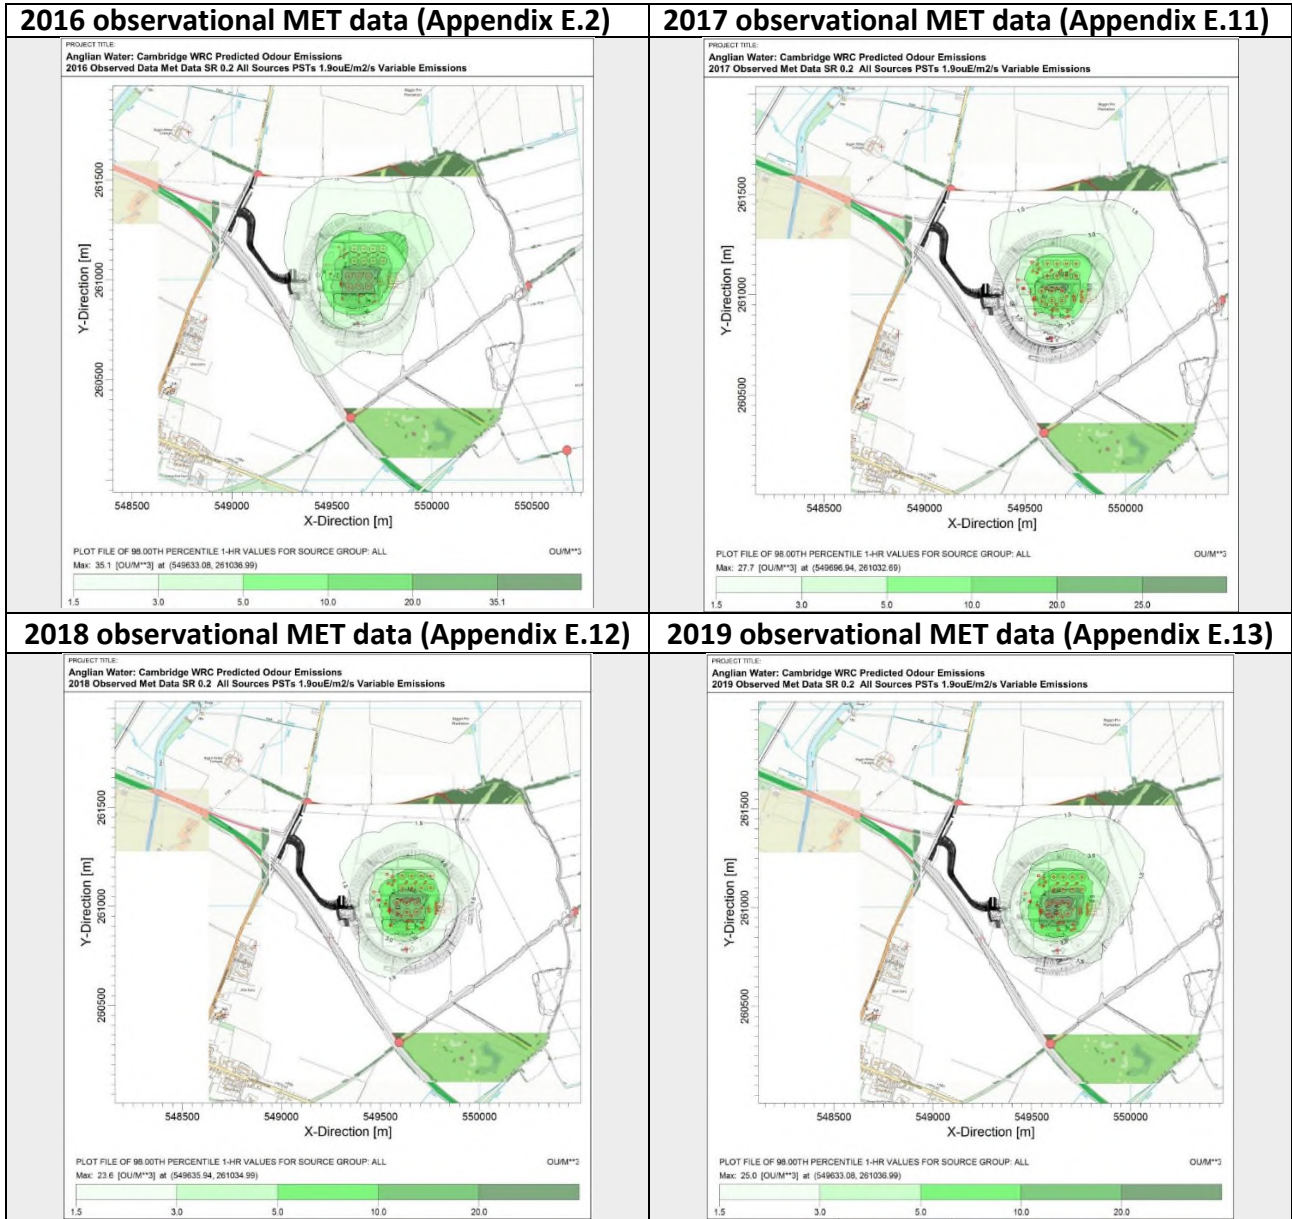 2016 observational MET data (Appendix E.2)
PROJECT TITLE:
Anglian Water: Cambridge WRC Predicted Odour Emissions
2016 Observed Data Met Data SR 0.2 All Sources PSTs 1.9ouE/m2/s Variable Emissions
Y-Direction [m]
261500
261000
260500
548500 549000 549500 550000 550500
X-Direction [m]
PLOT FILE OF 98.00TH PERCENTILE 1-HR VALUES FOR SOURCE GROUP: ALL OU/M**3
Max: 35.1 [OU/M**3] at (549633.08, 261036.99)
1.5 3.0 5.0 10.0 20.0 35.1
2017 observational MET data (Appendix E.11)
PROJECT TITLE:
Anglian Water: Cambridge WRC Predicted Odour Emissions
2017 Observed Met Data SR 0.2 All Sources PSTs 1.9ouE/m2/s Variable Emissions
Y-Direction [m]
261500
261000
260500
548500 549000 549500 550000
X-Direction [m]
PLOT FILE OF 98.00TH PERCENTILE 1-HR VALUES FOR SOURCE GROUP: ALL OU/M**3
Max: 27.7 [OU/M**3] at (549696.94, 261032.69)
1.5 3.0 5.0 10.0 20.0 25.0
2018 observational MET data (Appendix E.12)
PROJECT TITLE:
Anglian Water: Cambridge WRC Predicted Odour Emissions
2018 Observed Met Data SR 0.2 All Sources PSTs 1.9ouE/m2/s Variable Emissions
Y-Direction [m]
261500
261000
260500
548500 549000 549500 550000
X-Direction [m]
PLOT FILE OF 98.00TH PERCENTILE 1-HR VALUES FOR SOURCE GROUP: ALL OU/M**3
Max: 23.6 [OU/M**3] at (549635.94, 261034.99)
1.5 3.0 5.0 10.0 20.0
2019 observational MET data (Appendix E.13)
PROJECT TITLE:
Anglian Water: Cambridge WRC Predicted Odour Emissions
2019 Observed Met Data SR 0.2 All Sources PSTs 1.9ouE/m2/s Variable Emissions
Y-Direction [m]
261500
261000
260500
548500 549000 549500 550000
X-Direction [m]
PLOT FILE OF 98.00TH PERCENTILE 1-HR VALUES FOR SOURCE GROUP: ALL OU/M**3
Max: 25.0 [OU/M**3] at (549633.08, 261036.99)
1.5 3.0 5.0 10.0 20.0